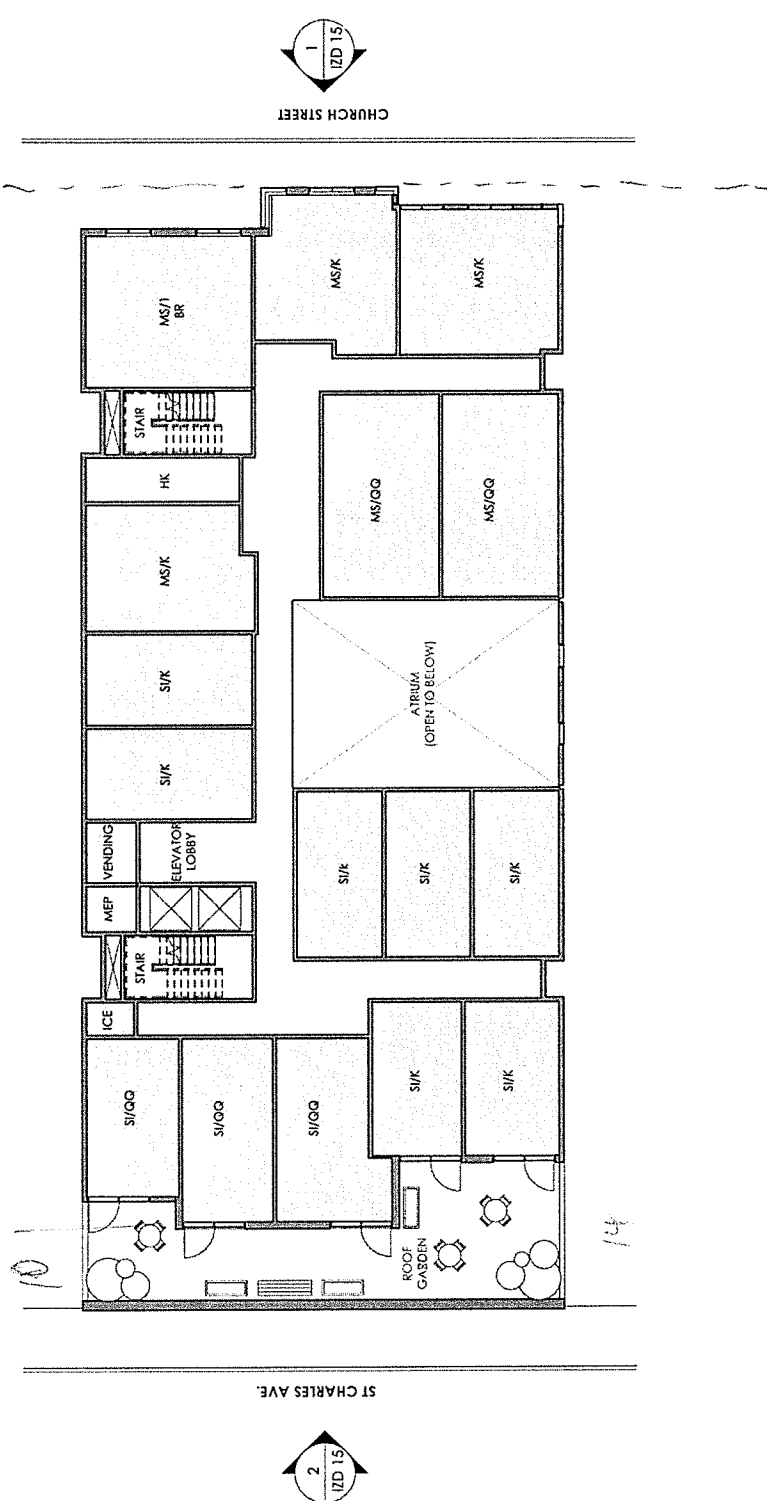 1
IZD 15
CHURCH STREET
MS/1
BR
MS/K
MS/K
STAIR
HK
MS/QQ
MS/QQ
MS/K
SI/K
SI/K
ATRIUM
(OPEN TO BELOW)
VENDING
ELEVATOR
LOBBY
MEP
SI/k
SI/K
SI/K
STAIR
ICE
SI/QQ
SI/QQ
SI/QQ
SI/K
SI/K
ROOF
GARDEN
10
14
ST CHARLES AVE.
2
IZD 15